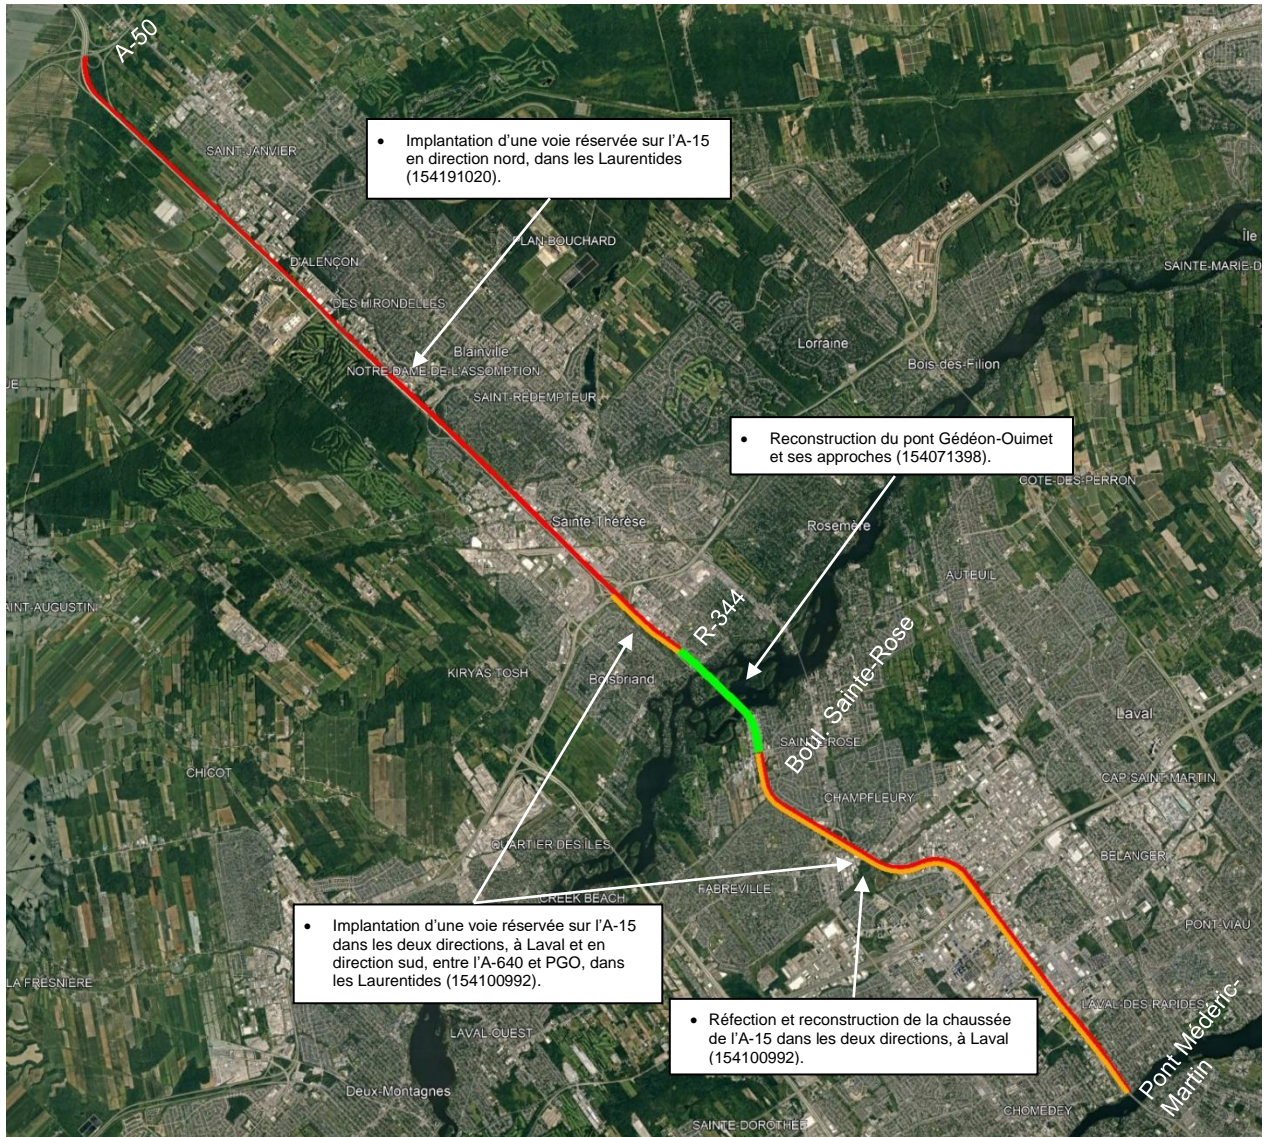 A-50
SAINT-JANVIER
• Implantation d'une voie réservée sur l'A-15
en direction nord, dans les Laurentides
(154191020).
PLAN-BOUCHARD
Île
SAINTE-MARIE-D
D'ALENÇON
DES HIRONDELLES
Blainville
Lorraine
NOTRE-DAME-DE-L'ASSOMPTION
Bois-des-Filion
UE
SAINT-RÉDEMPTEUR
• Reconstruction du pont Gédéon-Ouimet
et ses approches (154071398).
CÔTE-DES-PERRON
Sainte-Thérèse
Rosemère
AUTEUIL
AINT-AUGUSTIN
R-344
KIRYAS TOSH
Boisbriand
Boul. Sainte-Rose
Laval
SAINTE-ROSE
CHICOT
CAP-SAINT-MARTIN
CHAMPFLEURY
QUARTIER DES ÎLES
BÉLANGER
FABREVILLE
CREEK BEACH
PONT-VIAU
• Implantation d'une voie réservée sur l'A-15
dans les deux directions, à Laval et en
direction sud, entre l'A-640 et PGO, dans
les Laurentides (154100992).
LA FRESNIÈRE
LAVAL-DES-RAPIDES
• Réfection et reconstruction de la chaussée
de l'A-15 dans les deux directions, à Laval
(154100992).
LAVAL-OUEST
Pont Médéric-
Martin
Deux-Montagnes
CHOMEDEY
SAINTE-DOROTHÉE